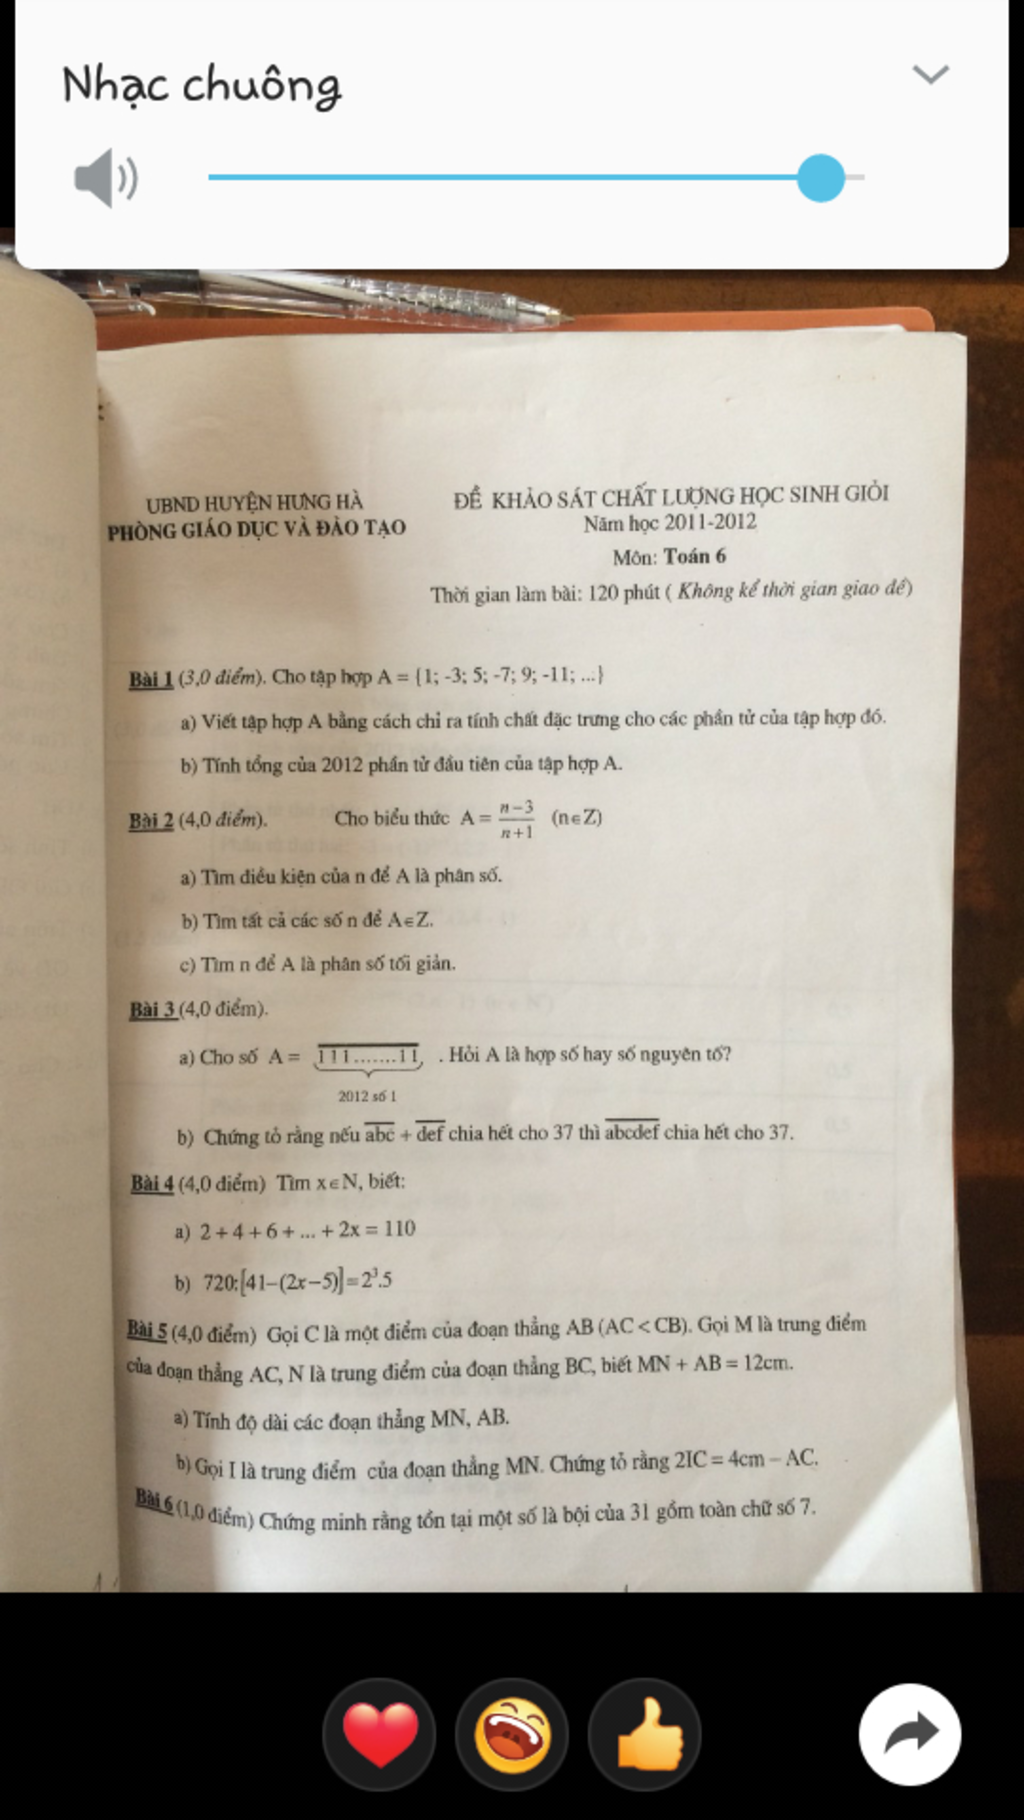 Nhạc chuông
UBND HUYỆN HƯNG HÀ
PHÒNG GIÁO DỤC VÀ ĐÀO TẠO
ĐỀ KHẢO SÁT CHẤT LƯỢNG HỌC SINH GIỎI
Năm học 2011-2012
Môn: Toán 6
Thời gian làm bài: 120 phút ( Không kể thời gian giao đề)
Bài 1 (3,0 điểm). Cho tập hợp A = {1; -3; 5; -7; 9; -11; ...}
a) Viết tập hợp A bằng cách chỉ ra tính chất đặc trưng cho các phần tử của tập hợp đó.
b) Tính tổng của 2012 phần tử đầu tiên của tập hợp A.
Bài 2 (4,0 điểm). Cho biểu thức A = \frac{n-3}{n+1} (n∈Z)
a) Tìm điều kiện của n để A là phân số.
b) Tìm tất cả các số n để A∈Z.
c) Tìm n để A là phân số tối giản.
Bài 3 (4,0 điểm).
a) Cho số A = \overline{111.......11} . Hỏi A là hợp số hay số nguyên tố?
2012 số 1
b) Chứng tỏ rằng nếu \overline{abc} + \overline{def} chia hết cho 37 thì \overline{abcdef} chia hết cho 37.
Bài 4 (4,0 điểm) Tìm x∈N, biết:
a) 2 + 4 + 6 + ... + 2x = 110
b) 720:[41-(2x-5)]=2³.5
Bài 5 (4,0 điểm) Gọi C là một điểm của đoạn thẳng AB (AC < CB). Gọi M là trung điểm
của đoạn thẳng AC, N là trung điểm của đoạn thẳng BC, biết MN + AB = 12cm.
a) Tính độ dài các đoạn thẳng MN, AB.
b) Gọi I là trung điểm của đoạn thẳng MN. Chứng tỏ rằng 2IC = 4cm – AC.
Bài 6 (1,0 điểm) Chứng minh rằng tồn tại một số là bội của 31 gồm toàn chữ số 7.